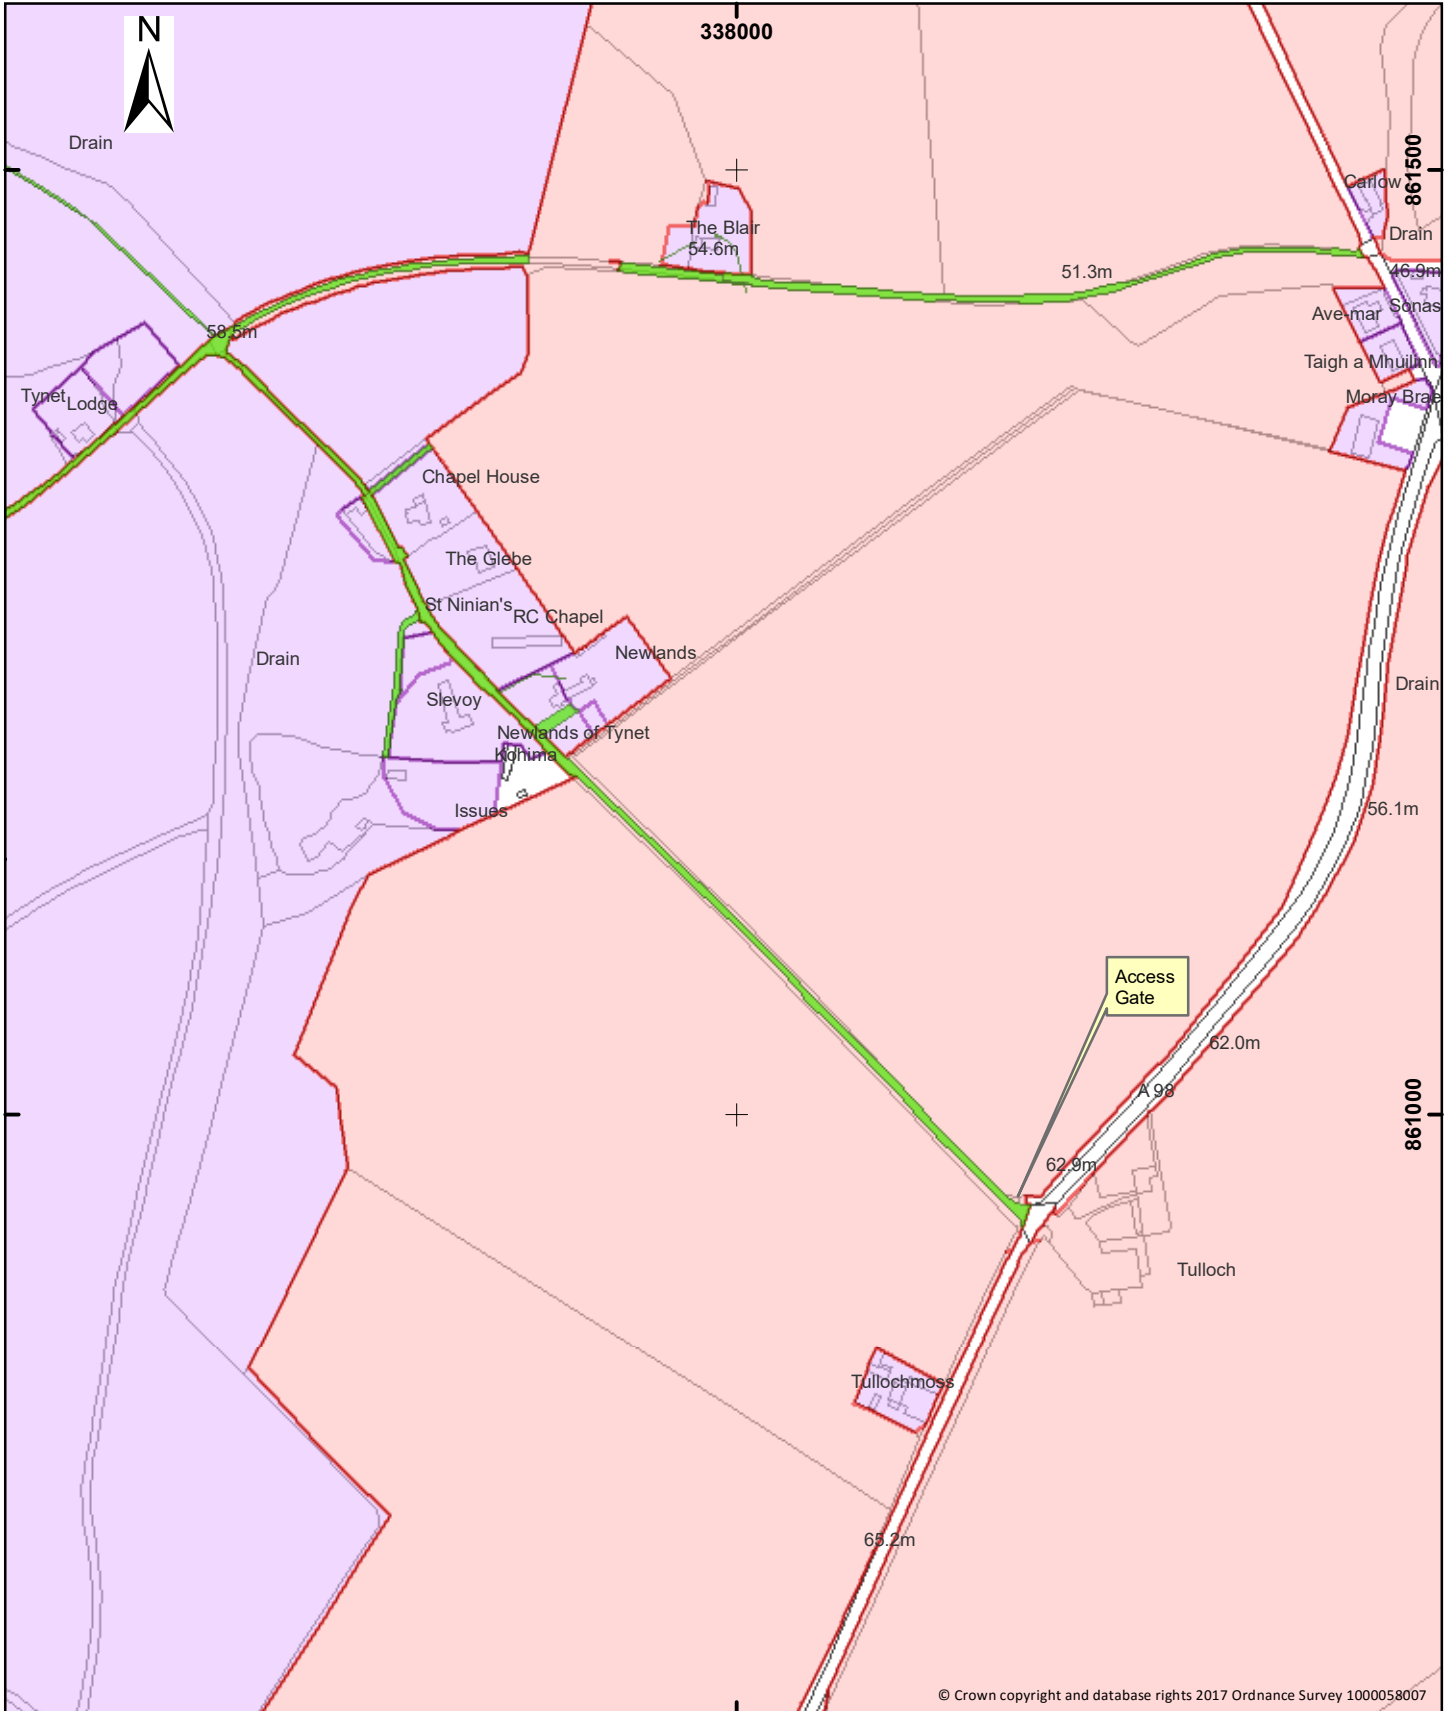 N
338000
Drain
861500
Carlow
The Blair
54.6m
Drain
51.3m
46.9m
Sonas
Ave-mar
58.5m
Taigh a Mhuilinn
Tynet Lodge
Moray Brae
Chapel House
The Glebe
St Ninian's
RC Chapel
Newlands
Drain
Drain
Slevoy
Newlands of Tynet
Kohima
Issues
56.1m
Access
Gate
62.0m
A 98
861000
62.9m
Tulloch
Tullochmoss
65.2m
© Crown copyright and database rights 2017 Ordnance Survey 1000058007